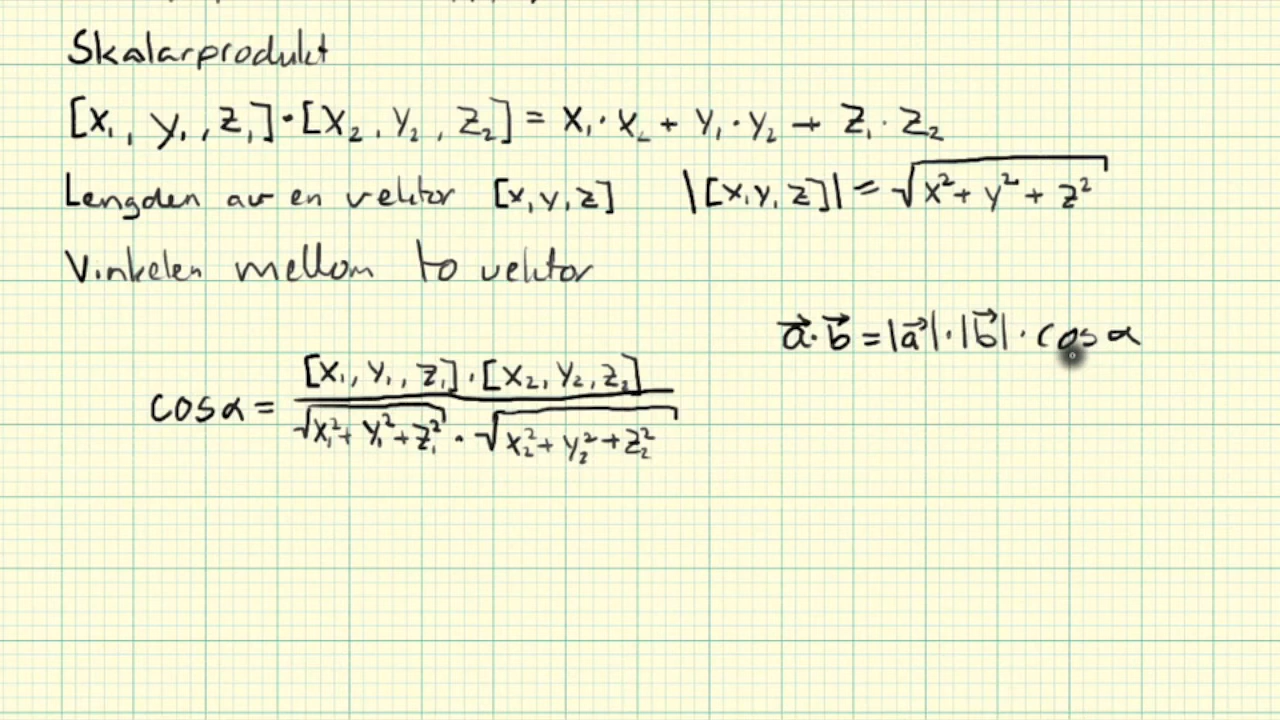 Skalarprodukt
[x₁, y₁, z₁]·[x₂, y₂, z₂] = x₁·x₂ + y₁·y₂ + z₁·z₂
Lengden av en vektor [x,y,z] |[x,y,z]| = √(x²+y²+z²)
Vinkelen mellom to vektor
a⃗·b⃗ = |a⃗|·|b⃗|·cos α
cos α = [x₁, y₁, z₁]·[x₂, y₂, z₂] / √(x₁²+y₁²+z₁²) · √(x₂²+y₂²+z₂²)